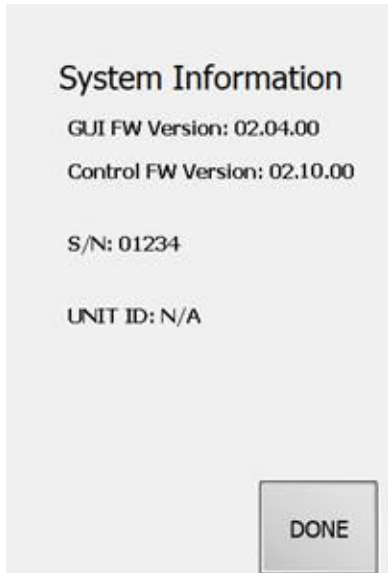 System Information
GUI FW Version: 02.04.00
Control FW Version: 02.10.00
S/N: 01234
UNIT ID: N/A
DONE